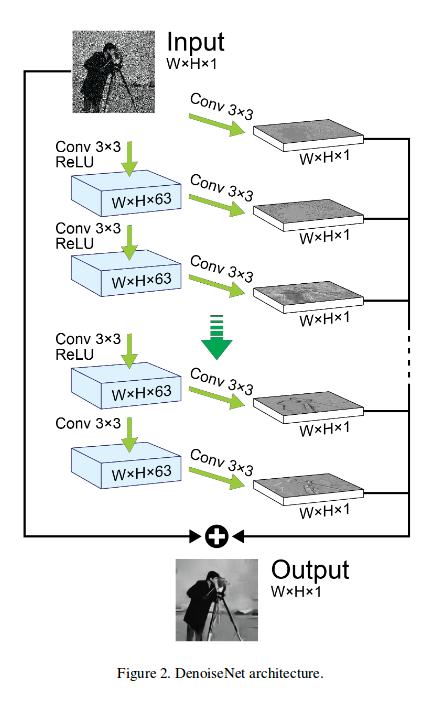 Input
W×H×1
Conv 3×3
W×H×1
Conv 3×3
ReLU
W×H×63
Conv 3×3
W×H×1
Conv 3×3
ReLU
W×H×63
Conv 3×3
W×H×1
Conv 3×3
ReLU
W×H×63
Conv 3×3
W×H×1
Conv 3×3
W×H×63
Conv 3×3
W×H×1
Output
W×H×1
Figure 2. DenoiseNet architecture.